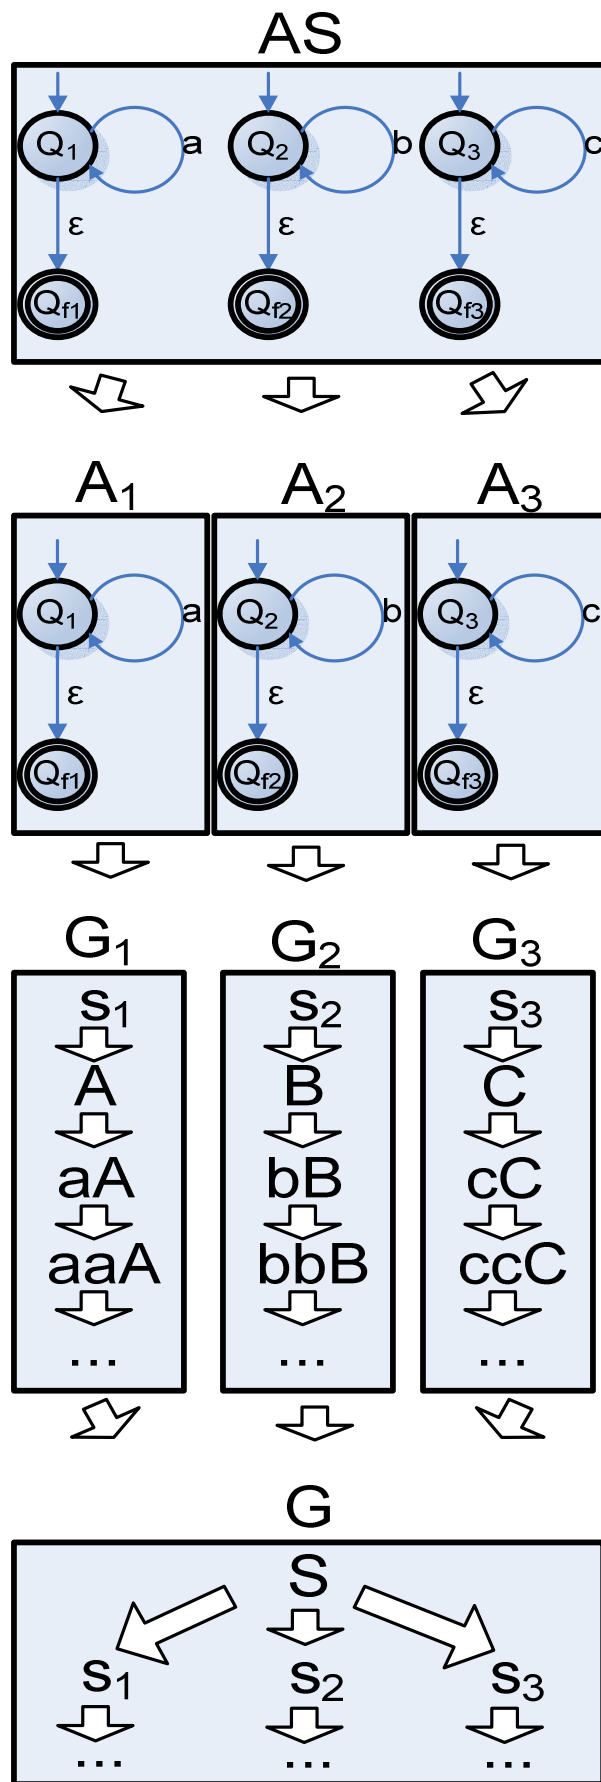 AS
Q1 a Q2 b Q3 c
ε ε ε
Qf1 Qf2 Qf3
A1 A2 A3
Q1 a Q2 b Q3 c
ε ε ε
Qf1 Qf2 Qf3
G1 G2 G3
s1 s2 s3
A B C
aA bB cC
aaA bbB ccC
... ... ...
G
S
s1 s2 s3
... ... ...